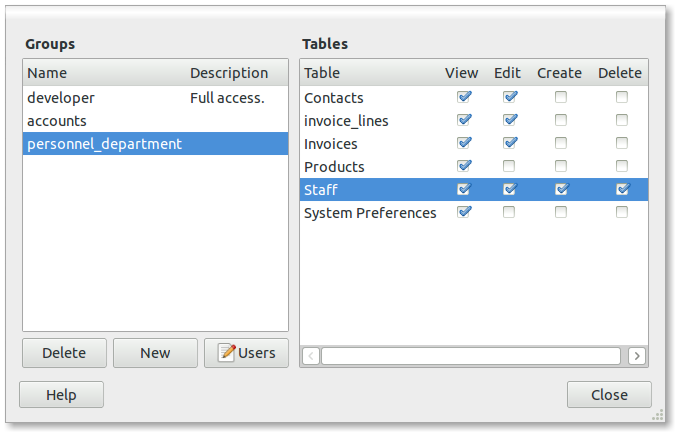 Groups
Name Description
developer Full access.
accounts
personnel_department
Delete New Users
Tables
Table View Edit Create Delete
Contacts
invoice_lines
Invoices
Products
Staff
System Preferences
Help Close